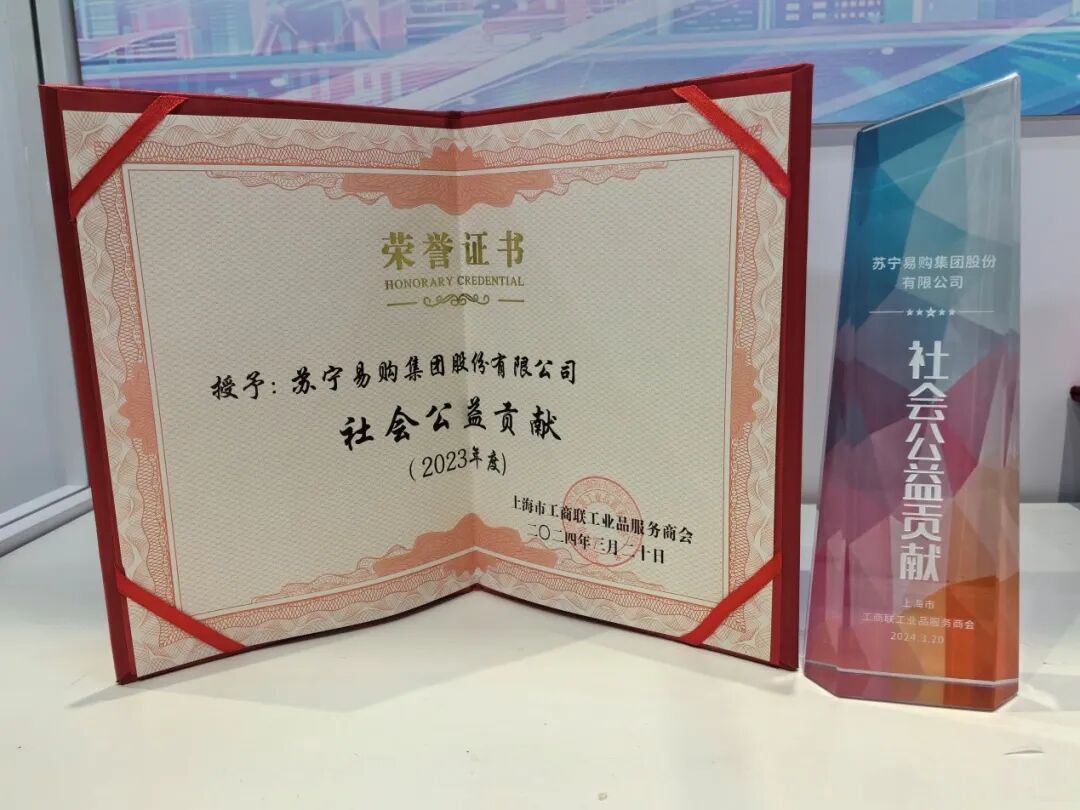 荣誉证书
HONORARY CREDENTIAL
授予：苏宁易购集团股份有限公司
社会公益贡献
(2023年度)
上海市工商联工业品服务商会
二〇二四年三月二十日
苏宁易购集团股份
有限公司
社会公益贡献
上海市
工商联工业品服务商会
2024.3.20